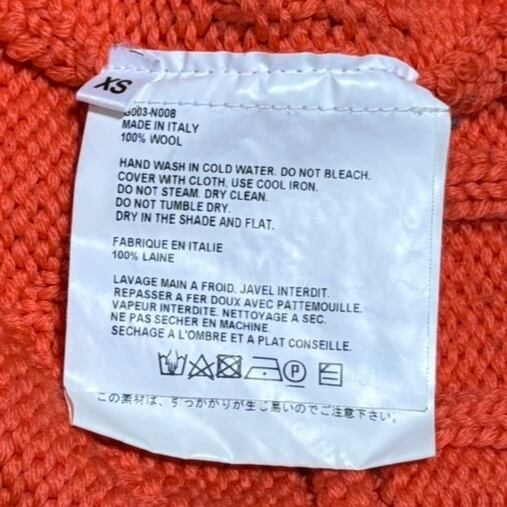 XS
G003-N008
MADE IN ITALY
100% WOOL
HAND WASH IN COLD WATER. DO NOT BLEACH.
COVER WITH CLOTH, USE COOL IRON.
DO NOT STEAM. DRY CLEAN.
DO NOT TUMBLE DRY.
DRY IN THE SHADE AND FLAT.
FABRIQUE EN ITALIE
100% LAINE
LAVAGE MAIN A FROID. JAVEL INTERDIT.
REPASSER A FER DOUX AVEC PATTEMOUILLE.
VAPEUR INTERDITE. NETTOYAGE A SEC.
NE PAS SECHER EN MACHINE.
SECHAGE A L'OMBRE ET A PLAT CONSEILLE.
P
この素材は、引っかかりが生じ易いのでご注意下さい。